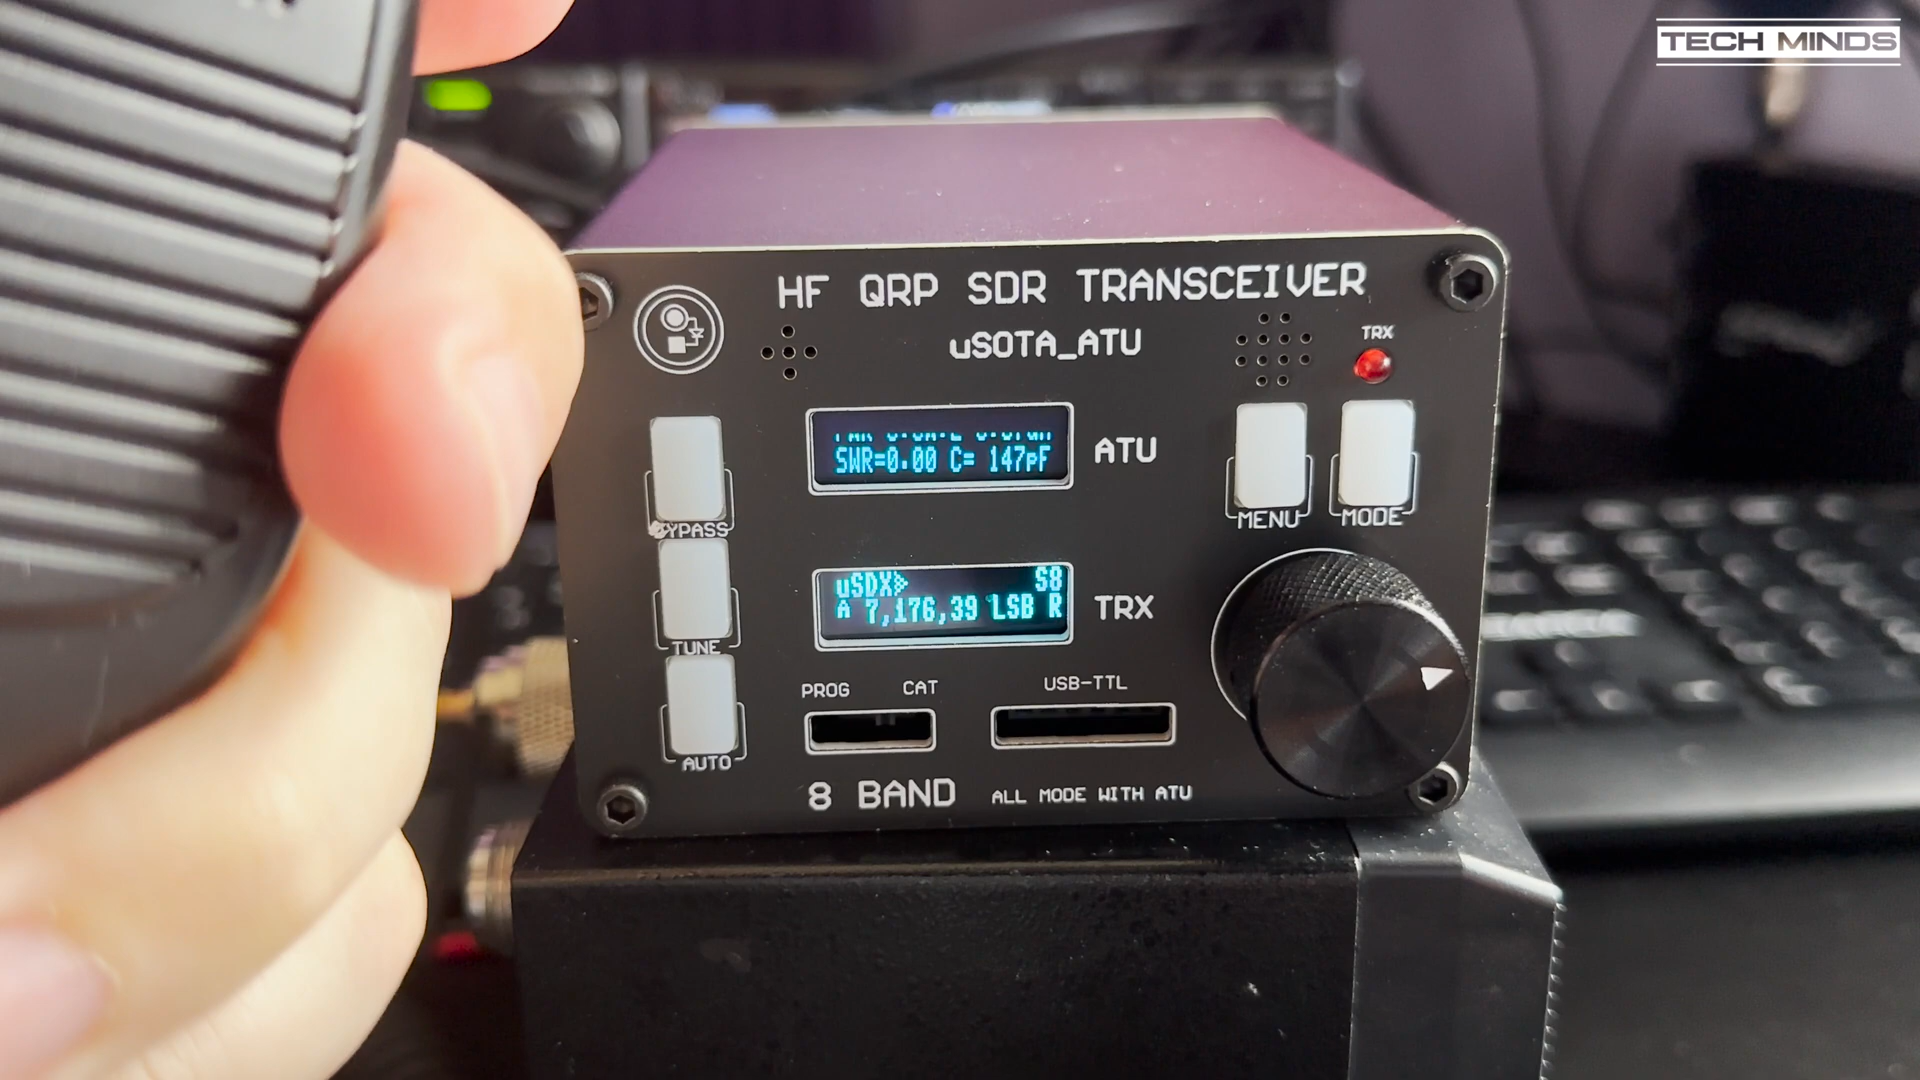 TECH MINDS
HF QRP SDR TRANSCEIVER
uSOTA_ATU
TRX
SWR=0.00 C= 147pF
ATU
BYPASS
MENU
MODE
uSDX
S8
A 7,176,39 LSB R
TRX
TUNE
PROG
CAT
USB-TTL
AUTO
8 BAND
ALL MODE WITH ATU